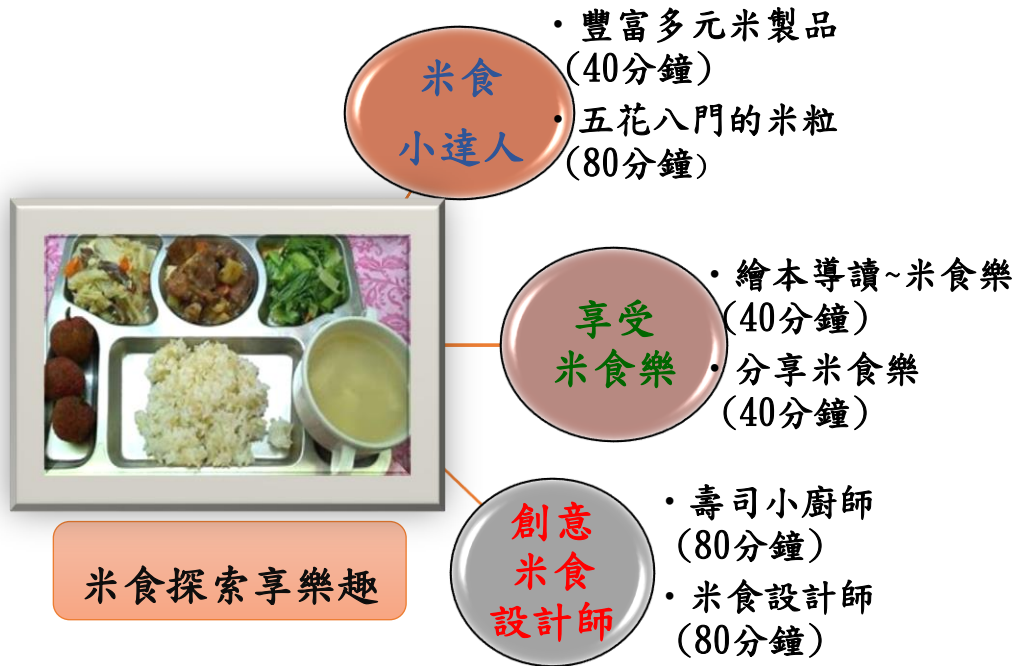 米食
小達人
・豐富多元米製品
(40分鐘)
・五花八門的米粒
(80分鐘)
享受
米食樂
・繪本導讀~米食樂
(40分鐘)
・分享米食樂
(40分鐘)
創意
米食
設計師
・壽司小廚師
(80分鐘)
・米食設計師
(80分鐘)
米食探索享樂趣